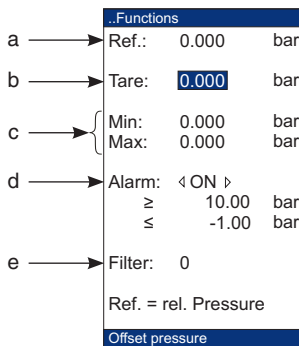 ..Functions
a Ref.: 0.000 bar
b Tare: 0.000 bar
c Min: 0.000 bar
Max: 0.000 bar
d Alarm: ◁ ON ▷
≥ 10.00 bar
≤ -1.00 bar
e Filter: 0
Ref. = rel. Pressure
Offset pressure